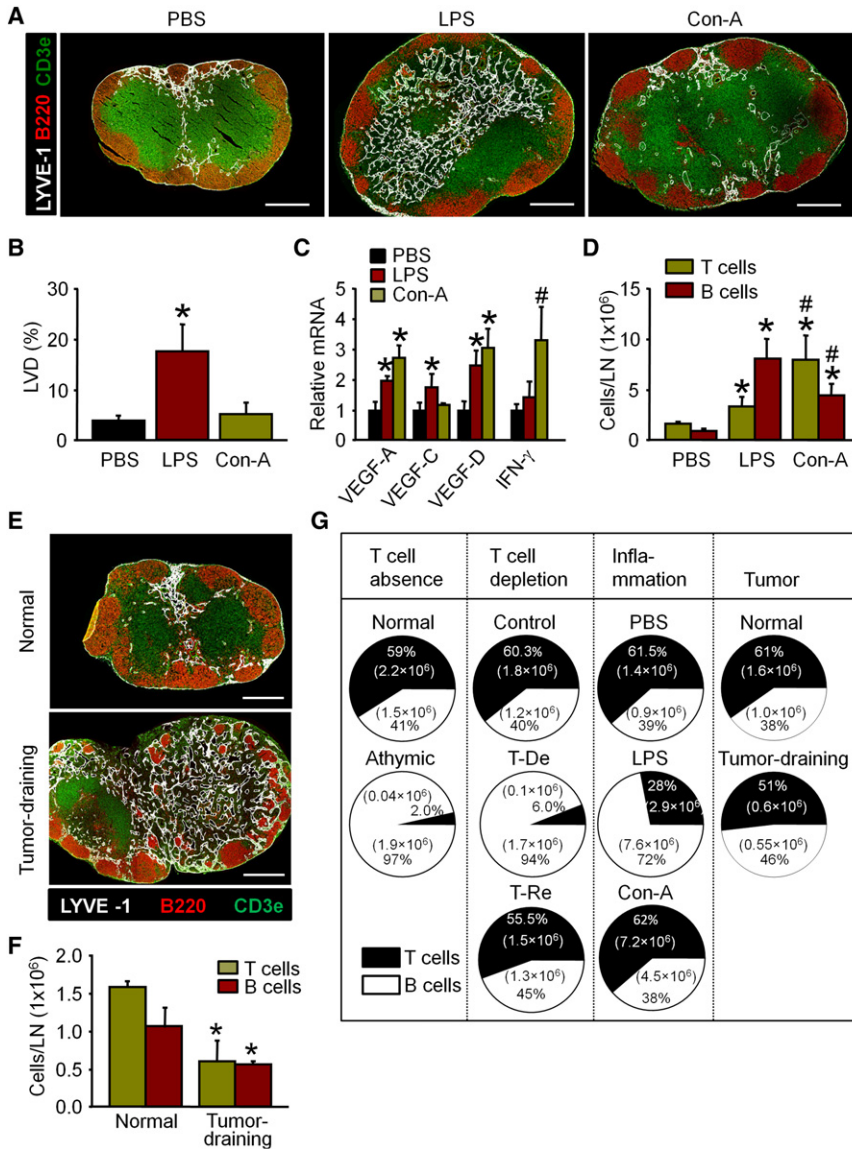 A
PBS
LPS
Con-A
LYVE-1 B220 CD3e
B
LVD (%)
30
20
10
0
*
PBS
LPS
Con-A
C
PBS
LPS
Con-A
Relative mRNA
5
4
3
2
1
0
* *
*
* *
#
VEGF-A
VEGF-C
VEGF-D
IFN-γ
D
T cells
B cells
Cells/LN (1x10⁶)
15
10
5
0
* *
#
*
#
*
PBS
LPS
Con-A
E
Normal
Tumor-draining
LYVE -1 B220 CD3e
F
T cells
B cells
Cells/LN (1x10⁶)
2.0
1.5
1.0
0.5
0.0
* *
Normal
Tumor-
draining
G
T cell
absence
T cell
depletion
Infla-
mmation
Tumor
Normal
59%
(2.2×10⁶)
(1.5×10⁶)
41%
Control
60.3%
(1.8×10⁶)
(1.2×10⁶)
40%
PBS
61.5%
(1.4×10⁶)
(0.9×10⁶)
39%
Normal
61%
(1.6×10⁶)
(1.0×10⁶)
38%
Athymic
(0.04×10⁶)
2.0%
(1.9×10⁶)
97%
T-De
(0.1×10⁶)
6.0%
(1.7×10⁶)
94%
LPS
28%
(2.9×10⁶)
(7.6×10⁶)
72%
Tumor-draining
51%
(0.6×10⁶)
(0.55×10⁶)
46%
T-Re
55.5%
(1.5×10⁶)
(1.3×10⁶)
45%
Con-A
62%
(7.2×10⁶)
(4.5×10⁶)
38%
T cells
B cells